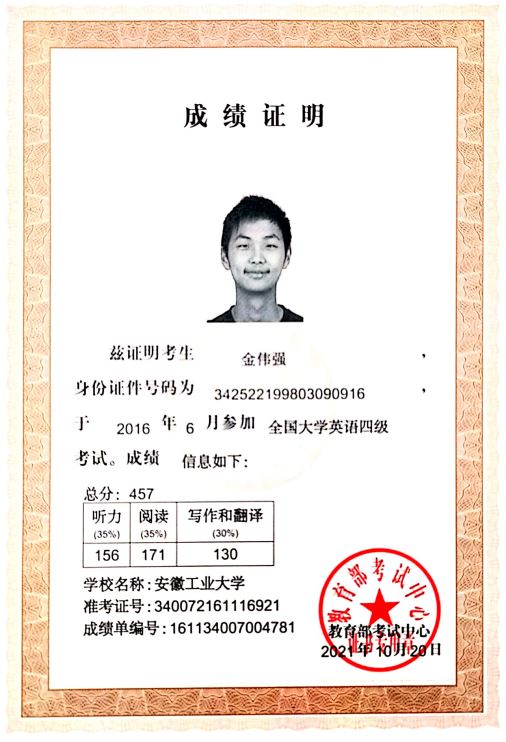 成绩证明
兹证明考生 金伟强 ，
身份证件号码为 342522199803090916 ，
于 2016 年 6 月参加 全国大学英语四级
考试。成绩 信息如下：
总分：457
听力 阅读 写作和翻译
(35%) (35%) (30%)
156 171 130
学校名称：安徽工业大学
准考证号：340072161116921
成绩单编号：161134007004781
教育部考试中心
教育部考试中心
2021年10月20日